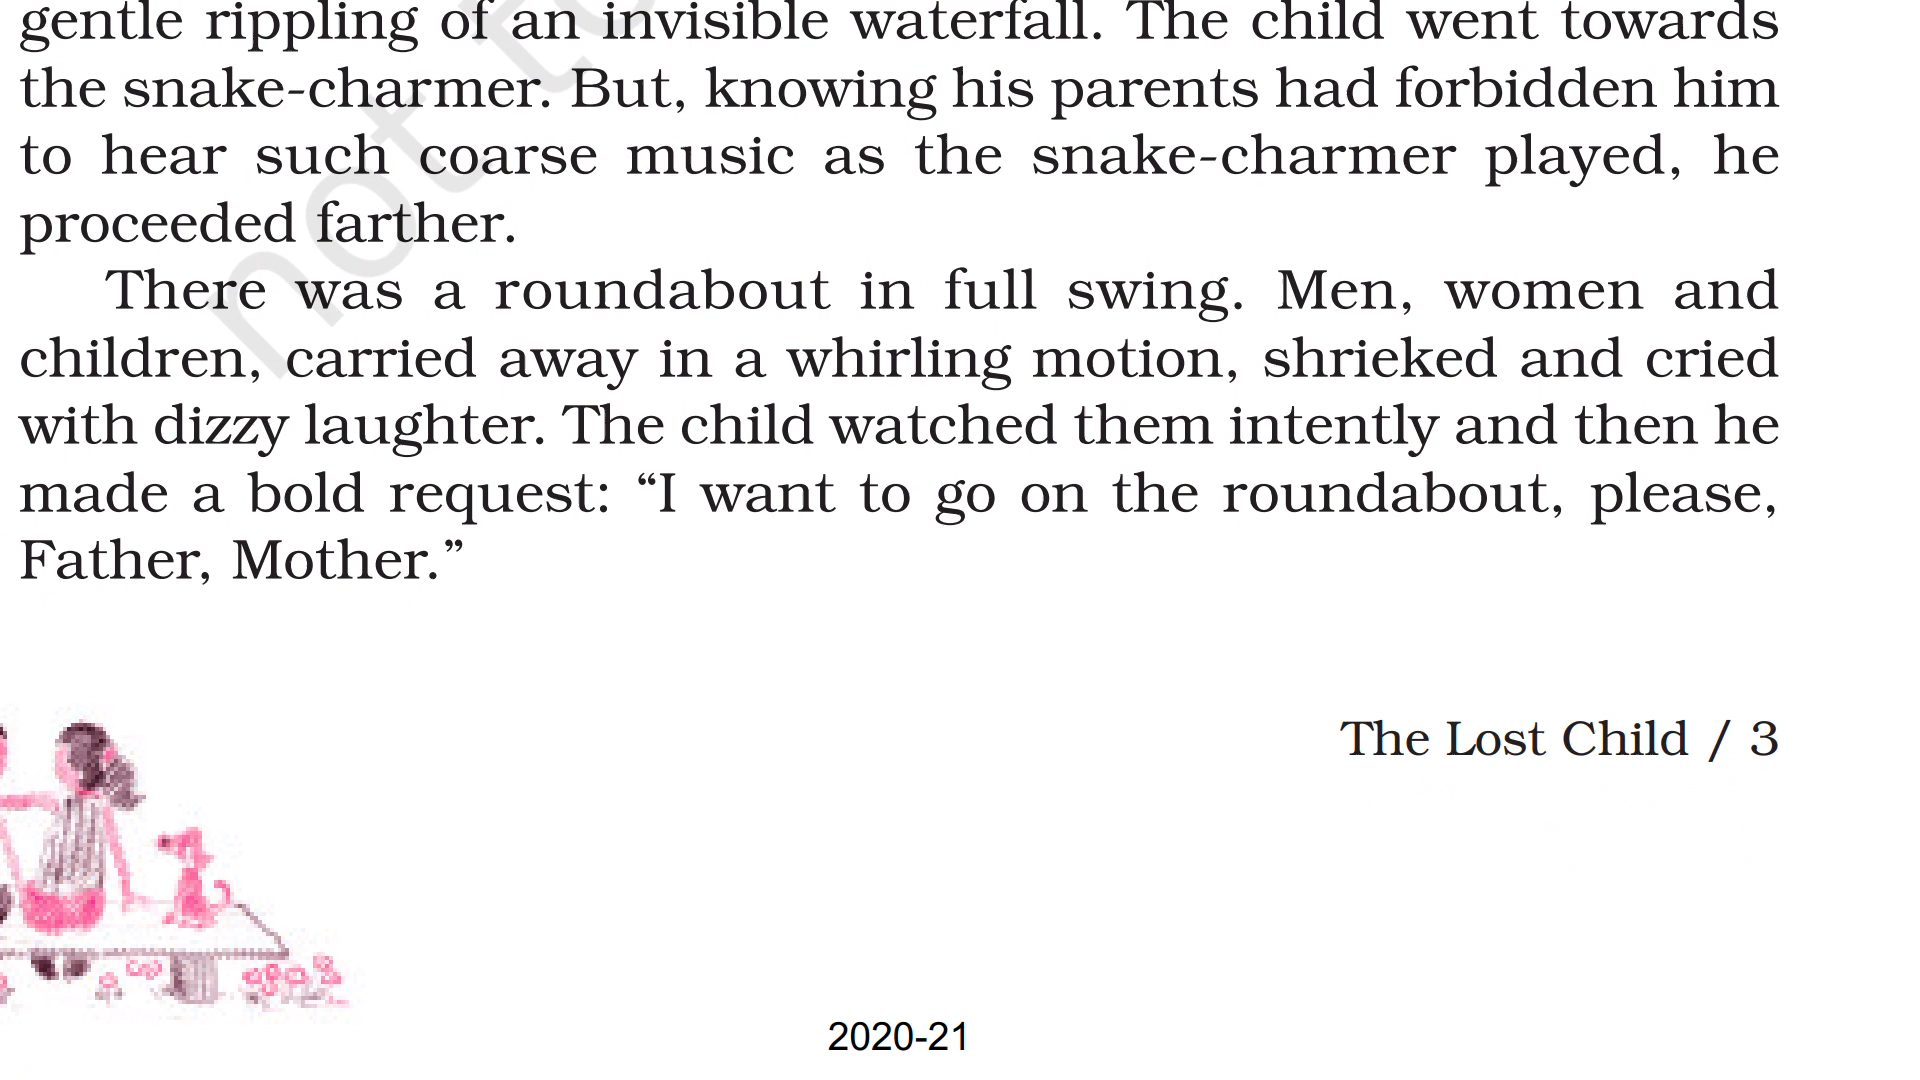 gentle rippling of an invisible waterfall. The child went towards
the snake-charmer. But, knowing his parents had forbidden him
to hear such coarse music as the snake-charmer played, he
proceeded farther.
There was a roundabout in full swing. Men, women and
children, carried away in a whirling motion, shrieked and cried
with dizzy laughter. The child watched them intently and then he
made a bold request: “I want to go on the roundabout, please,
Father, Mother.”
The Lost Child / 3
2020-21
not to